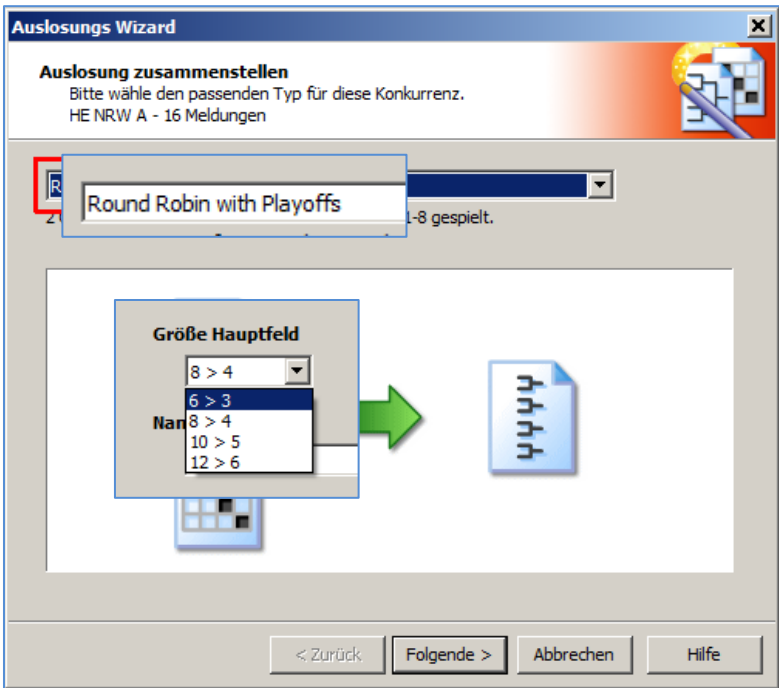 Auslosungs Wizard
Auslosung zusammenstellen
Bitte wähle den passenden Typ für diese Konkurrenz.
HE NRW A - 16 Meldungen
Round Robin with Playoffs
1-8 gespielt.
Größe Hauptfeld
8 > 4
6 > 3
8 > 4
10 > 5
12 > 6
< Zurück
Folgende >
Abbrechen
Hilfe